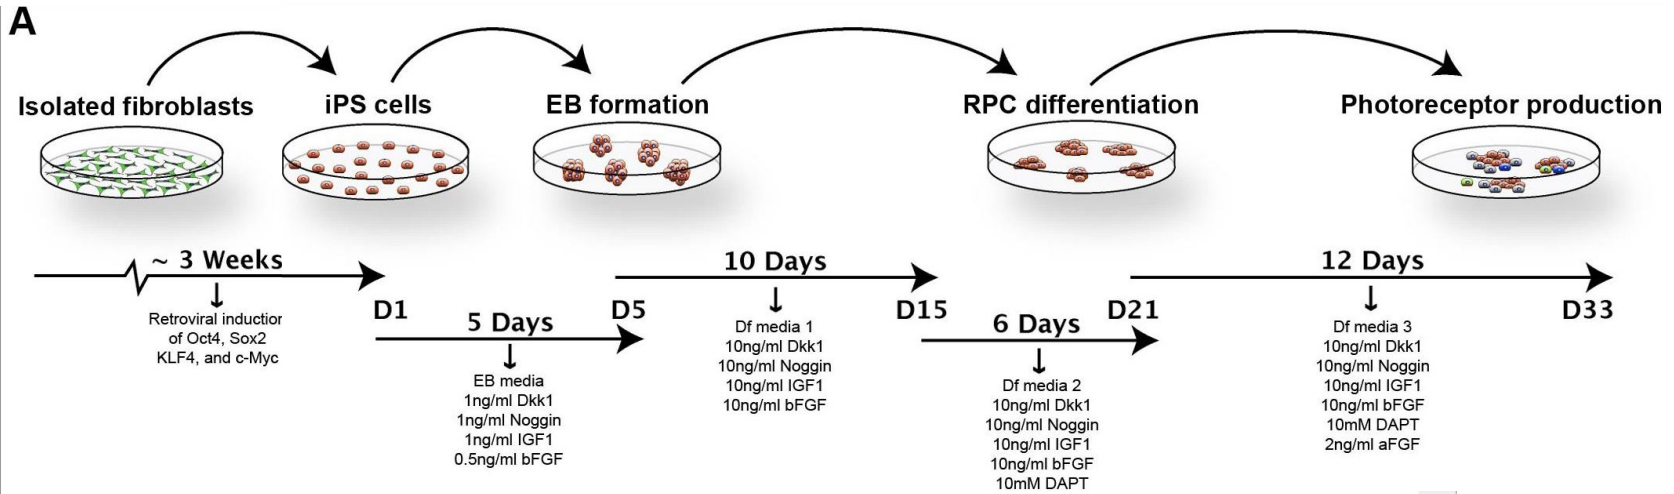 A
Isolated fibroblasts
iPS cells
EB formation
RPC differentiation
Photoreceptor production
~ 3 Weeks
Retroviral inductior
of Oct4, Sox2
KLF4, and c-Myc
D1
5 Days
EB media
1ng/ml Dkk1
1ng/ml Noggin
1ng/ml IGF1
0.5ng/ml bFGF
D5
10 Days
Df media 1
10ng/ml Dkk1
10ng/ml Noggin
10ng/ml IGF1
10ng/ml bFGF
D15
6 Days
Df media 2
10ng/ml Dkk1
10ng/ml Noggin
10ng/ml IGF1
10ng/ml bFGF
10mM DAPT
D21
12 Days
Df media 3
10ng/ml Dkk1
10ng/ml Noggin
10ng/ml IGF1
10ng/ml bFGF
10mM DAPT
2ng/ml aFGF
D33